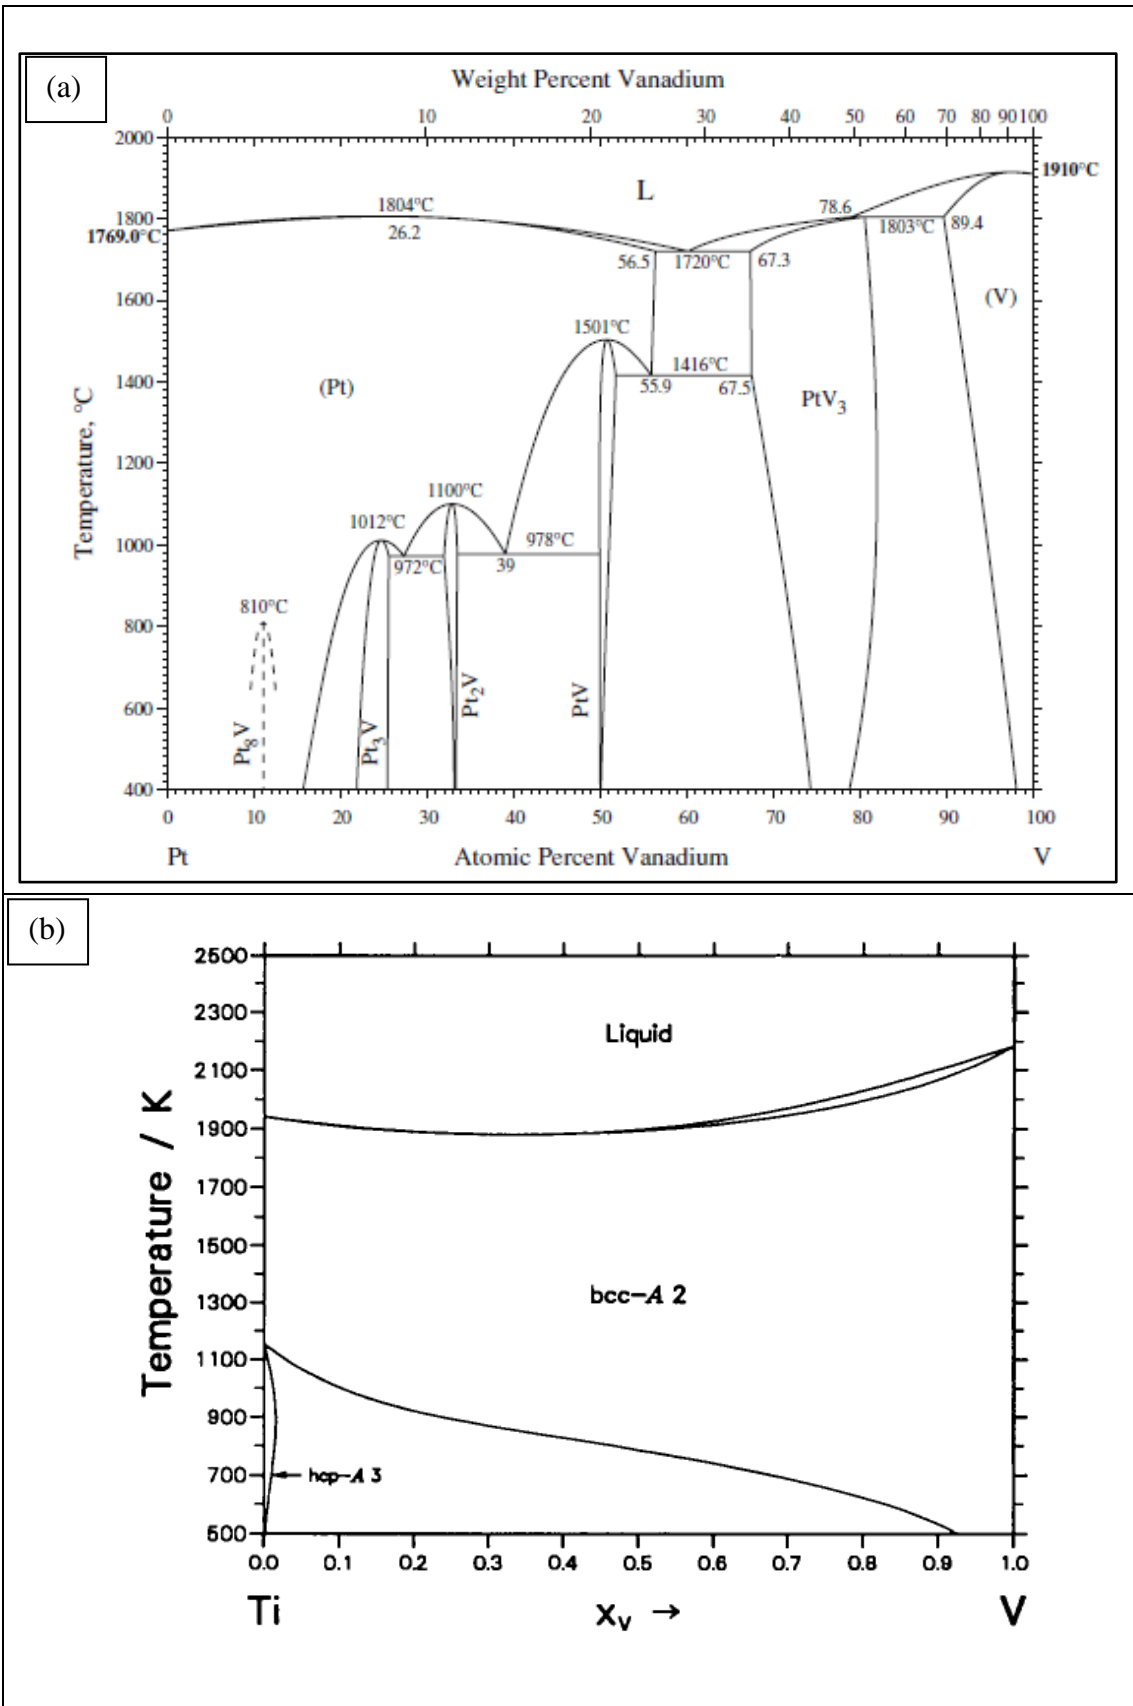 (a)
Weight Percent Vanadium
0 10 20 30 40 50 60 70 80 90 100
2000
L
1910°C
1804°C
78.6
1800
26.2
1803°C
89.4
1769.0°C
56.5
1720°C
67.3
1600
(V)
1501°C
1416°C
1400
(Pt)
55.9
67.5
PtV3
Temperature, °C
1200
1100°C
1012°C
1000
978°C
972°C
39
810°C
800
600
Pt8V
Pt3V
Pt2V
PtV
400
0 10 20 30 40 50 60 70 80 90 100
Pt
Atomic Percent Vanadium
V
(b)
2500
2300
Liquid
2100
1900
1700
1500
1300
bcc-A2
1100
900
700
hcp-A3
500
Temperature / K
0.0 0.1 0.2 0.3 0.4 0.5 0.6 0.7 0.8 0.9 1.0
Ti
xV →
V